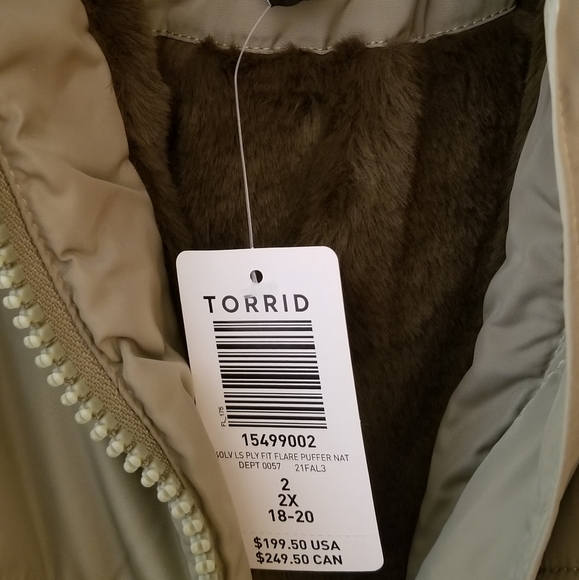 TORRID
FL_175
15499002
SOLV LS PLY FIT FLARE PUFFER NAT
DEPT 0057 21FAL3
2
2X
18-20
$199.50 USA
$249.50 CAN